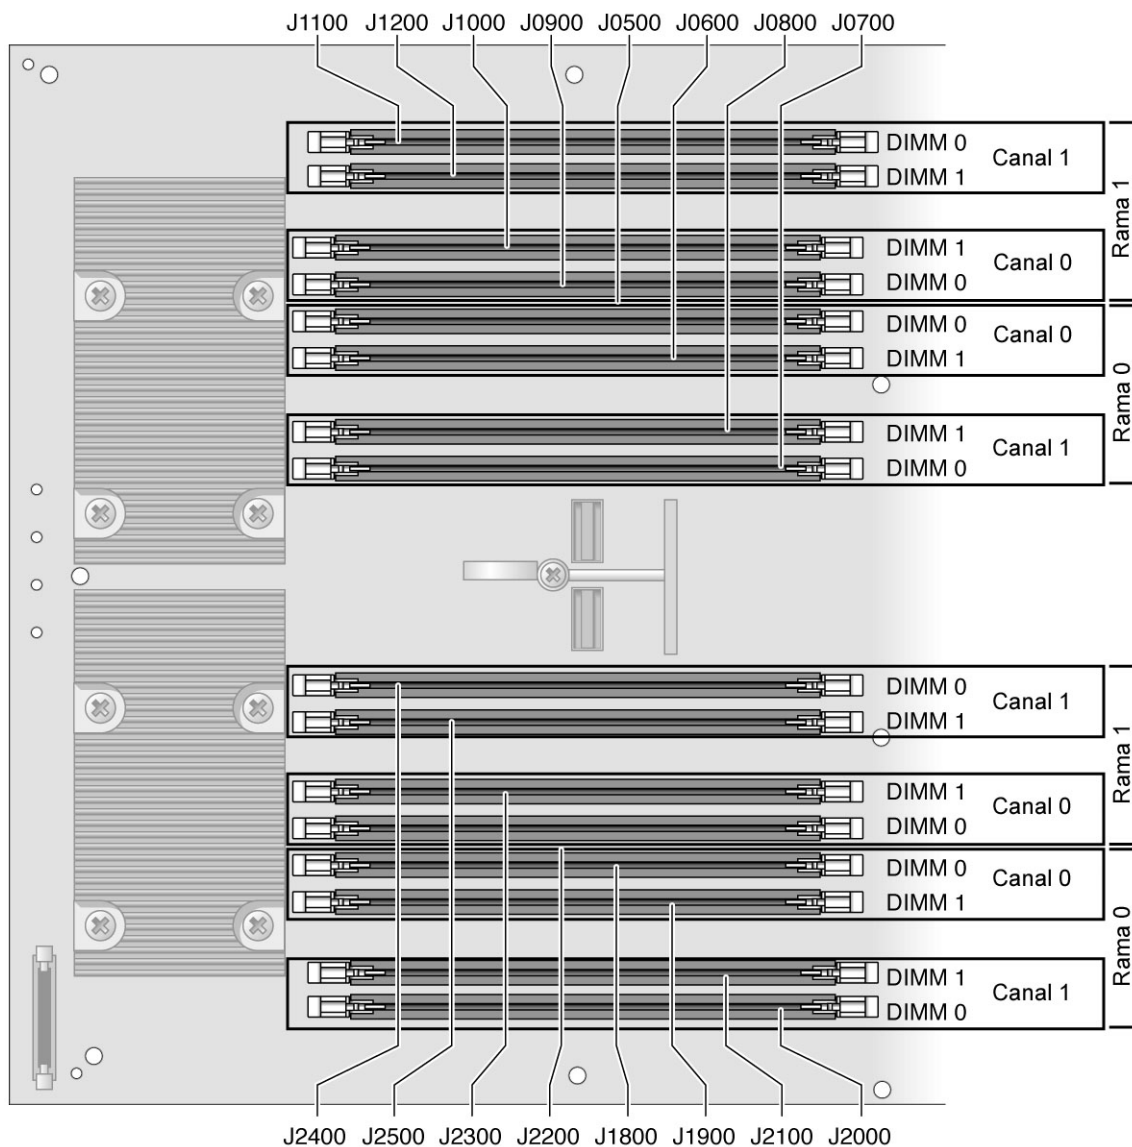 J1100 J1200 J1000 J0900 J0500 J0600 J0800 J0700
DIMM 0
Canal 1
DIMM 1
Rama 1
DIMM 1
Canal 0
DIMM 0
DIMM 0
Canal 0
DIMM 1
Rama 0
DIMM 1
Canal 1
DIMM 0
DIMM 0
Canal 1
DIMM 1
Rama 1
DIMM 1
Canal 0
DIMM 0
DIMM 0
Canal 0
DIMM 1
Rama 0
DIMM 1
Canal 1
DIMM 0
J2400 J2500 J2300 J2200 J1800 J1900 J2100 J2000